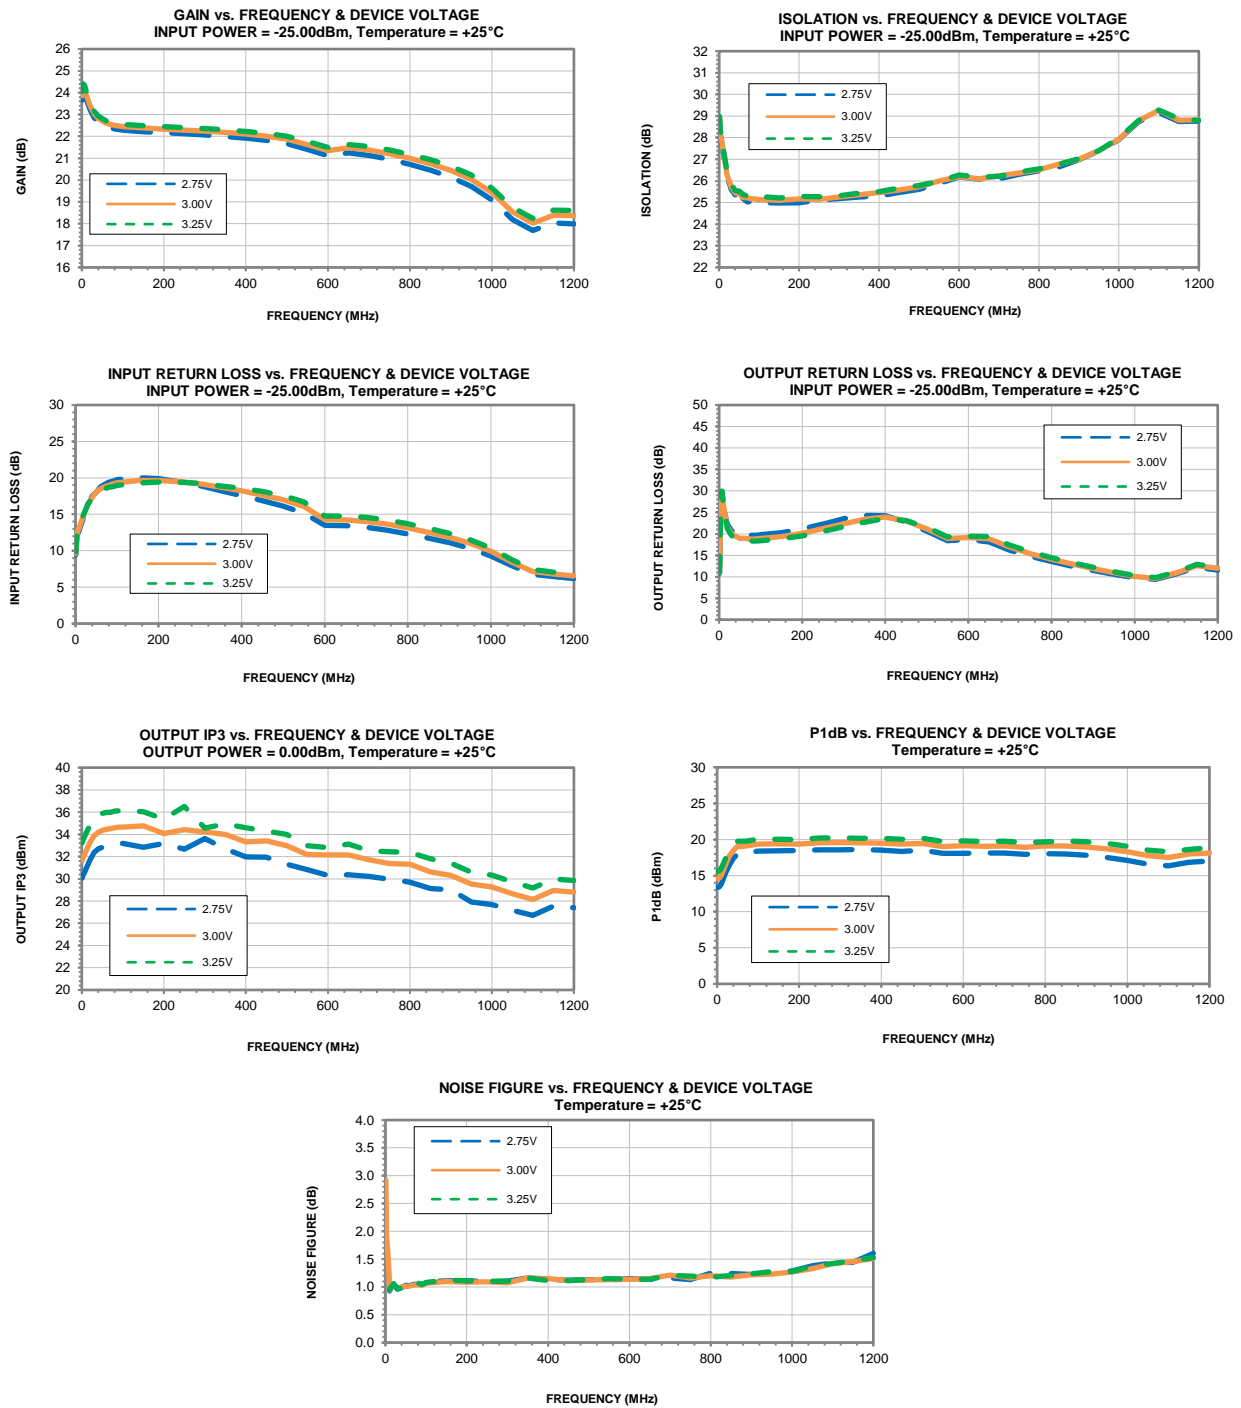 GAIN vs. FREQUENCY & DEVICE VOLTAGE
INPUT POWER = -25.00dBm, Temperature = +25°C
26
25
24
23
22
21
20
19
18
17
16
GAIN (dB)
2.75V
3.00V
3.25V
0 200 400 600 800 1000 1200
FREQUENCY (MHz)
ISOLATION vs. FREQUENCY & DEVICE VOLTAGE
INPUT POWER = -25.00dBm, Temperature = +25°C
32
31
30
29
28
27
26
25
24
23
22
ISOLATION (dB)
2.75V
3.00V
3.25V
0 200 400 600 800 1000 1200
FREQUENCY (MHz)
INPUT RETURN LOSS vs. FREQUENCY & DEVICE VOLTAGE
INPUT POWER = -25.00dBm, Temperature = +25°C
30
25
20
15
10
5
0
INPUT RETURN LOSS (dB)
2.75V
3.00V
3.25V
0 200 400 600 800 1000 1200
FREQUENCY (MHz)
OUTPUT RETURN LOSS vs. FREQUENCY & DEVICE VOLTAGE
INPUT POWER = -25.00dBm, Temperature = +25°C
50
45
40
35
30
25
20
15
10
5
0
OUTPUT RETURN LOSS (dB)
2.75V
3.00V
3.25V
0 200 400 600 800 1000 1200
FREQUENCY (MHz)
OUTPUT IP3 vs. FREQUENCY & DEVICE VOLTAGE
OUTPUT POWER = 0.00dBm, Temperature = +25°C
40
38
36
34
32
30
28
26
24
22
20
OUTPUT IP3 (dBm)
2.75V
3.00V
3.25V
0 200 400 600 800 1000 1200
FREQUENCY (MHz)
P1dB vs. FREQUENCY & DEVICE VOLTAGE
Temperature = +25°C
30
25
20
15
10
5
0
P1dB (dBm)
2.75V
3.00V
3.25V
0 200 400 600 800 1000 1200
FREQUENCY (MHz)
NOISE FIGURE vs. FREQUENCY & DEVICE VOLTAGE
Temperature = +25°C
4.0
3.5
3.0
2.5
2.0
1.5
1.0
0.5
0.0
NOISE FIGURE (dB)
2.75V
3.00V
3.25V
0 200 400 600 800 1000 1200
FREQUENCY (MHz)